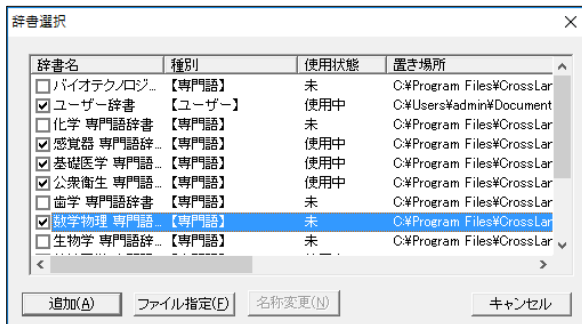 辞書選択
辞書名 種別 使用状態 置き場所
バイオテクノロジ... 【専門語】 未 C:¥Program Files¥CrossLar
ユーザー辞書 【ユーザー】 使用中 C:¥Users¥admin¥Document
化学 専門語辞書 【専門語】 未 C:¥Program Files¥CrossLar
感覚器 専門語辞... 【専門語】 使用中 C:¥Program Files¥CrossLar
基礎医学 専門語... 【専門語】 使用中 C:¥Program Files¥CrossLar
公衆衛生 専門語... 【専門語】 使用中 C:¥Program Files¥CrossLar
歯学 専門語辞書 【専門語】 未 C:¥Program Files¥CrossLar
数学物理 専門語... 【専門語】 未 C:¥Program Files¥CrossLar
生物学 専門語辞... 【専門語】 未 C:¥Program Files¥CrossLar
追加(A) ファイル指定(F) 名称変更(N) キャンセル